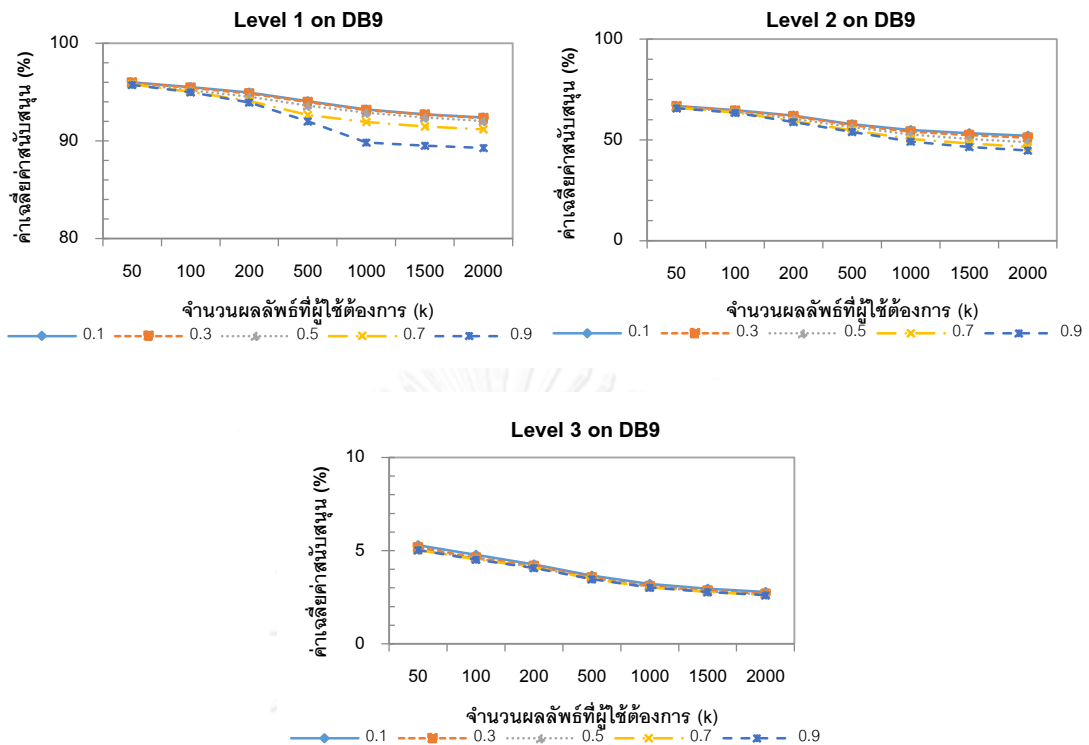 Level 1 on DB9
ค่าเฉลี่ยค่าสนับสนุน (%)
100
90
80
50 100 200 500 1000 1500 2000
จำนวนผลลัพธ์ที่ผู้ใช้ต้องการ (k)
0.1 0.3 0.5 0.7 0.9
Level 2 on DB9
ค่าเฉลี่ยค่าสนับสนุน (%)
100
50
0
50 100 200 500 1000 1500 2000
จำนวนผลลัพธ์ที่ผู้ใช้ต้องการ (k)
0.1 0.3 0.5 0.7 0.9
Level 3 on DB9
ค่าเฉลี่ยค่าสนับสนุน (%)
10
5
0
50 100 200 500 1000 1500 2000
จำนวนผลลัพธ์ที่ผู้ใช้ต้องการ (k)
0.1 0.3 0.5 0.7 0.9